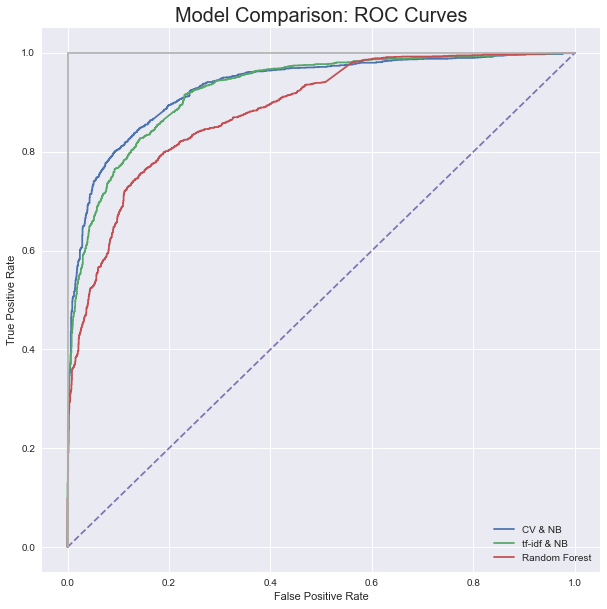 Model Comparison: ROC Curves
True Positive Rate
1.0
0.8
0.6
0.4
0.2
0.0
0.0 0.2 0.4 0.6 0.8 1.0
False Positive Rate
CV & NB
tf-idf & NB
Random Forest